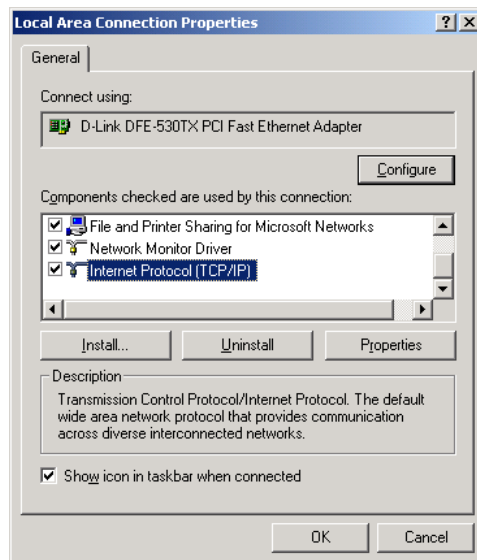 Local Area Connection Properties
General
Connect using:
D-Link DFE-530TX PCI Fast Ethernet Adapter
Configure
Components checked are used by this connection:
File and Printer Sharing for Microsoft Networks
Network Monitor Driver
Internet Protocol (TCP/IP)
Install... Uninstall Properties
Description
Transmission Control Protocol/Internet Protocol. The default
wide area network protocol that provides communication
across diverse interconnected networks.
Show icon in taskbar when connected
OK Cancel